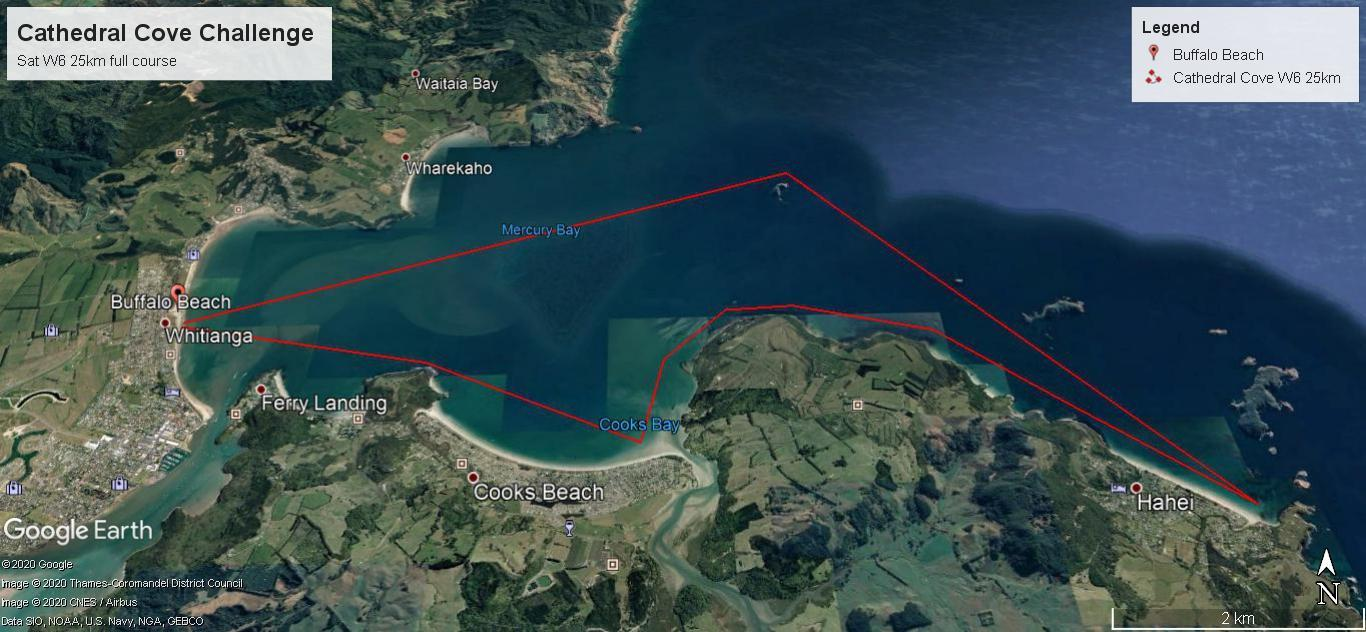 Cathedral Cove Challenge
Sat W6 25km full course
Legend
Buffalo Beach
Cathedral Cove W6 25km
Waitaia Bay
Wharekaho
Mercury Bay
Buffalo Beach
Whitianga
Ferry Landing
Cooks Bay
Cooks Beach
Hahei
Google Earth
©2020 Google
Image © 2020 Thames-Coromandel District Council
Image © 2020 CNES / Airbus
Data SIO, NOAA, U.S. Navy, NGA, GEBCO
N
2 km